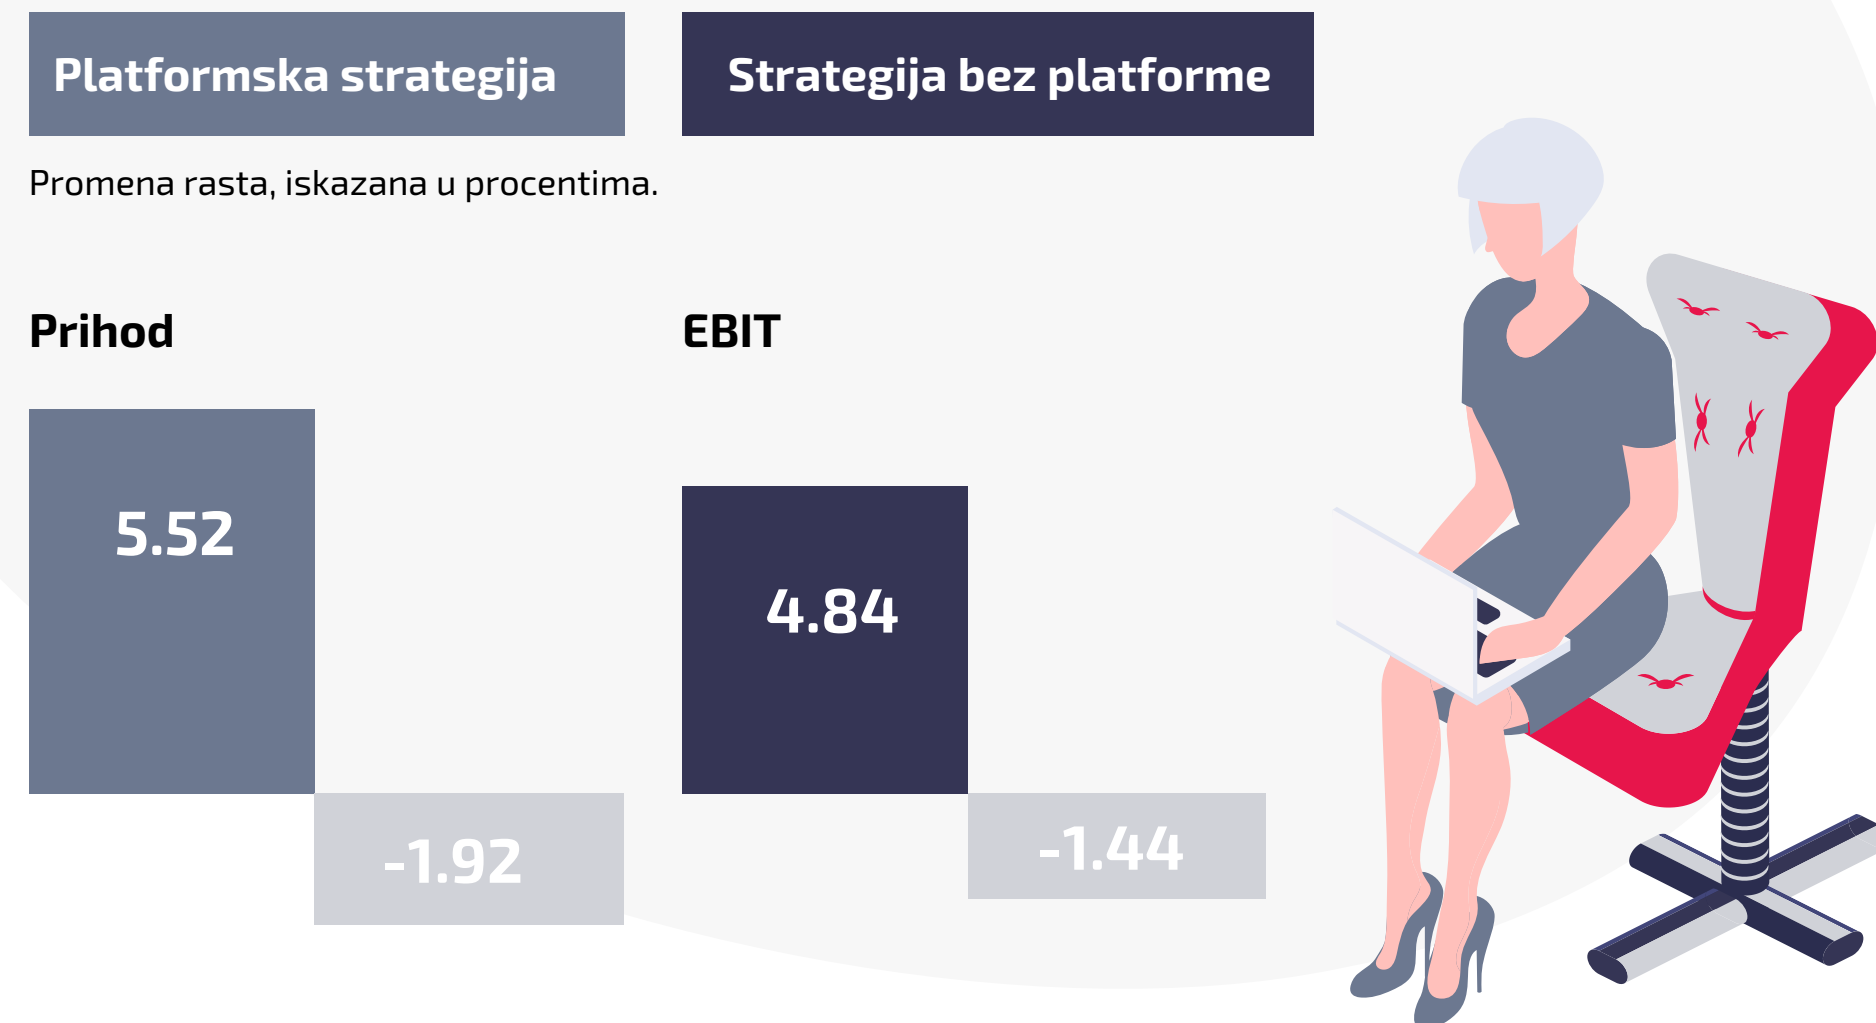 Platformska strategija
Strategija bez platforme
Promena rasta, iskazana u procentima.
Prihod
EBIT
5.52
4.84
-1.92
-1.44